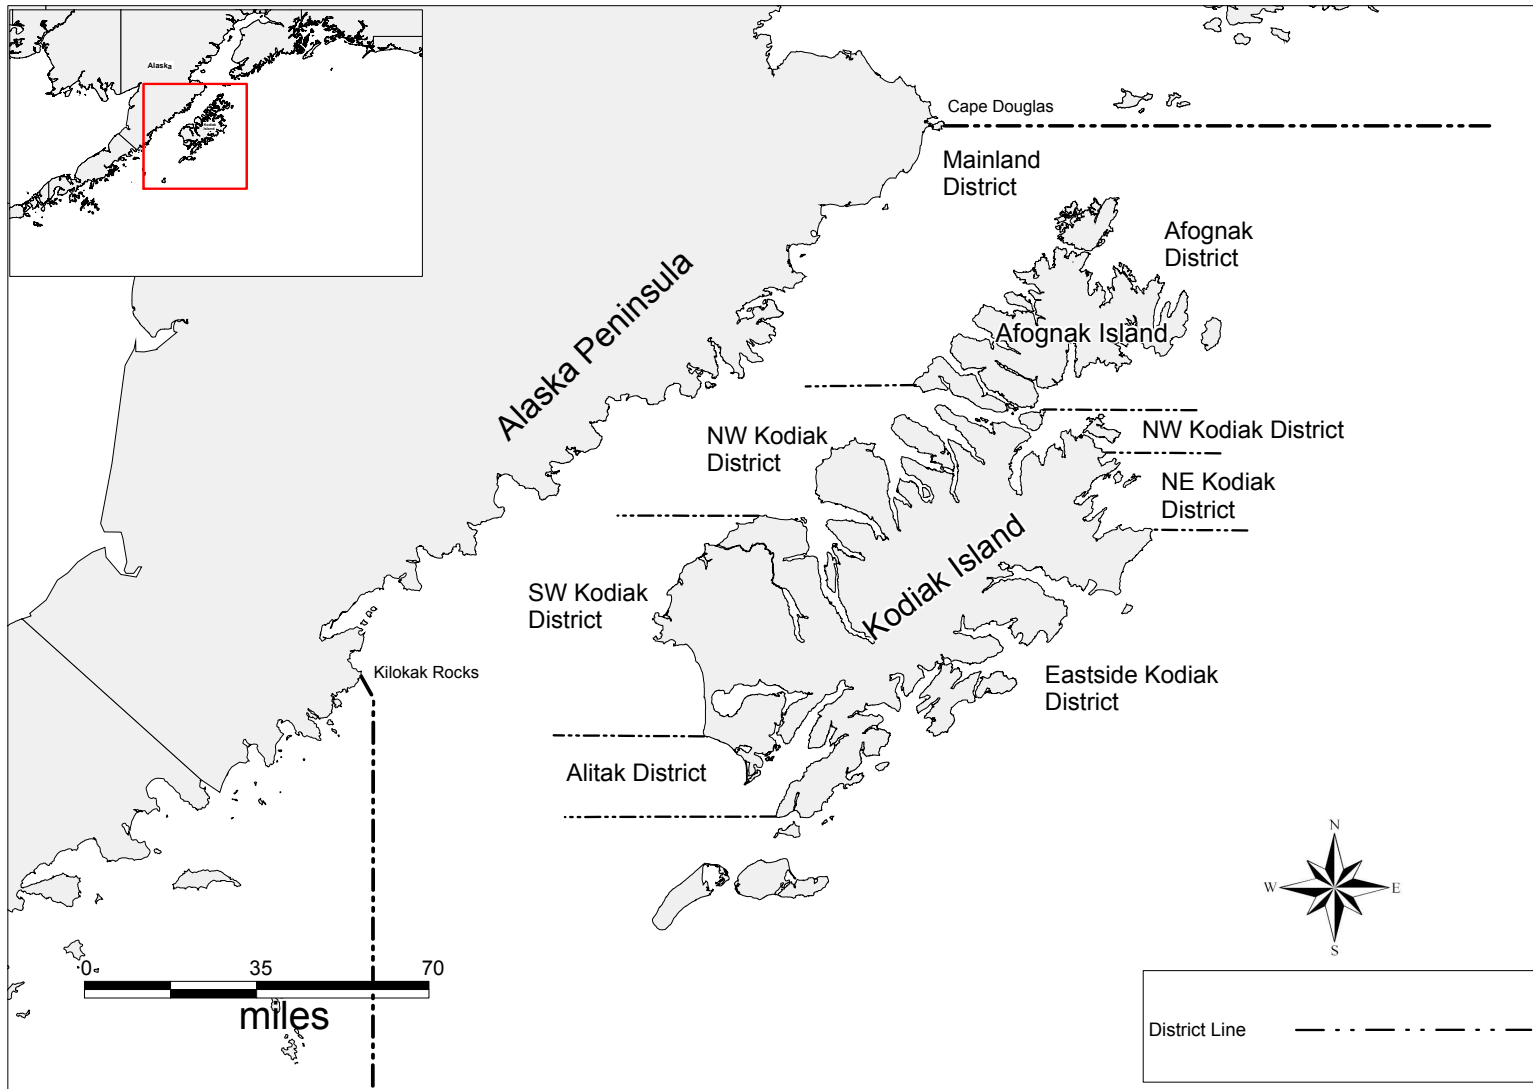 Alaska
Cape Douglas
Mainland
District
Afognak
District
Alaska Peninsula
Afognak Island
NW Kodiak
District
NW Kodiak District
NE Kodiak
District
Kodiak Island
SW Kodiak
District
Kilokak Rocks
Eastside Kodiak
District
Alitak District
N
W E
S
0 35 70
miles
District Line